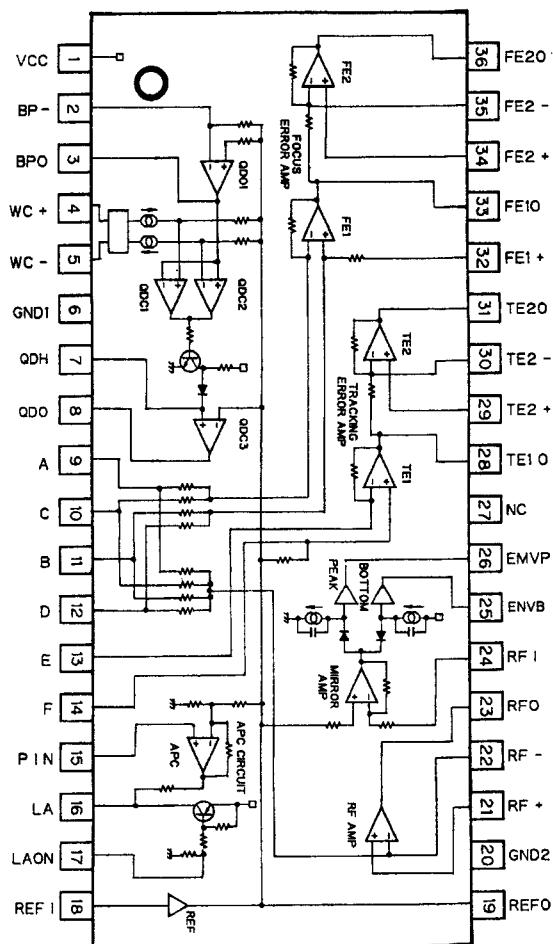 VCC 1
BP- 2
BPO 3
WC + 4
WC - 5
GND1 6
QDH 7
QDO 8
A 9
C 10
B 11
D 12
E 13
F 14
PIN 15
LA 16
LAON 17
REF I 18
36 FE2O
35 FE2 -
34 FE2 +
33 FE1O
32 FE1 +
31 TE2O
30 TE2 -
29 TE2 +
28 TE1O
27 NC
26 EMVP
25 ENVB
24 RF I
23 RFO
22 RF -
21 RF +
20 GND2
19 REFO
FE2
FOCUS
ERROR AMP
FE1
QDO1
QDC1
QDC2
QDC3
TE2
TRACKING
ERROR AMP
TE1
PEAK
BOTTOM
MIRROR
AMP
APC CIRCUIT
APC
RF AMP
REF